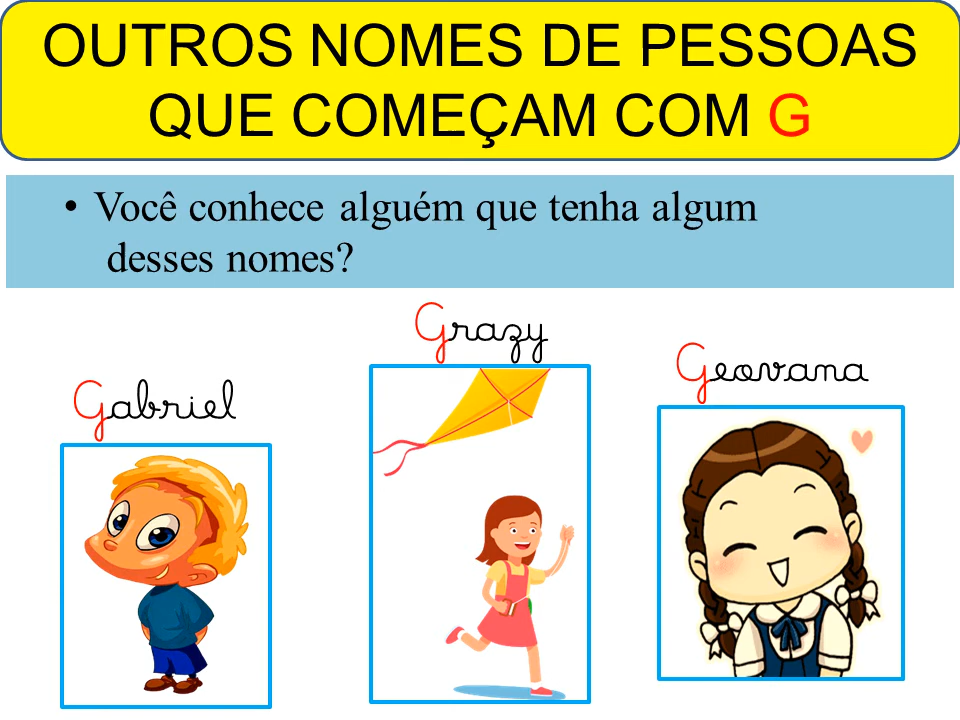 OUTROS NOMES DE PESSOAS
QUE COMEÇAM COM G
• Você conhece alguém que tenha algum
desses nomes?
Grazy
Geovana
Gabriel